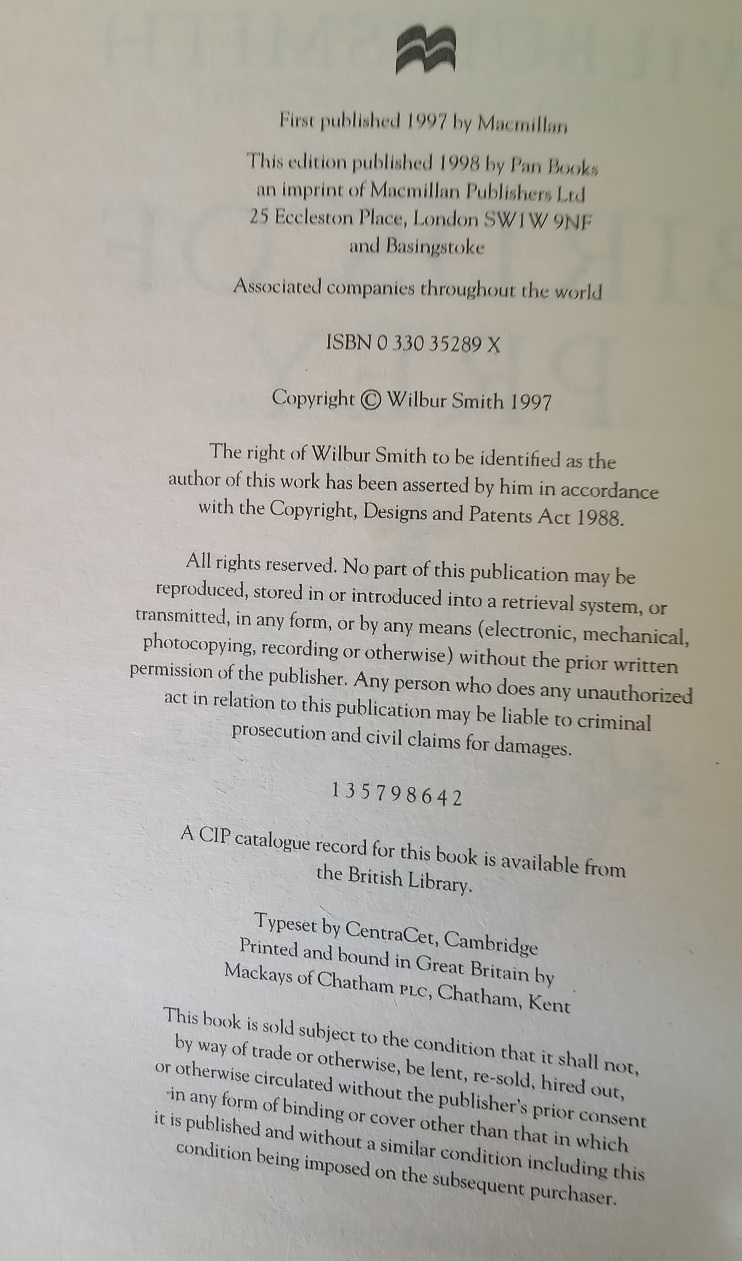 First published 1997 by Macmillan
This edition published 1998 by Pan Books
an imprint of Macmillan Publishers Ltd
25 Eccleston Place, London SW1W 9NF
and Basingstoke
Associated companies throughout the world
ISBN 0 330 35289 X
Copyright © Wilbur Smith 1997
The right of Wilbur Smith to be identified as the
author of this work has been asserted by him in accordance
with the Copyright, Designs and Patents Act 1988.
All rights reserved. No part of this publication may be
reproduced, stored in or introduced into a retrieval system, or
transmitted, in any form, or by any means (electronic, mechanical,
photocopying, recording or otherwise) without the prior written
permission of the publisher. Any person who does any unauthorized
act in relation to this publication may be liable to criminal
prosecution and civil claims for damages.
1 3 5 7 9 8 6 4 2
A CIP catalogue record for this book is available from
the British Library.
Typeset by CentraCet, Cambridge
Printed and bound in Great Britain by
Mackays of Chatham PLC, Chatham, Kent
This book is sold subject to the condition that it shall not,
by way of trade or otherwise, be lent, re-sold, hired out,
or otherwise circulated without the publisher's prior consent
in any form of binding or cover other than that in which
it is published and without a similar condition including this
condition being imposed on the subsequent purchaser.